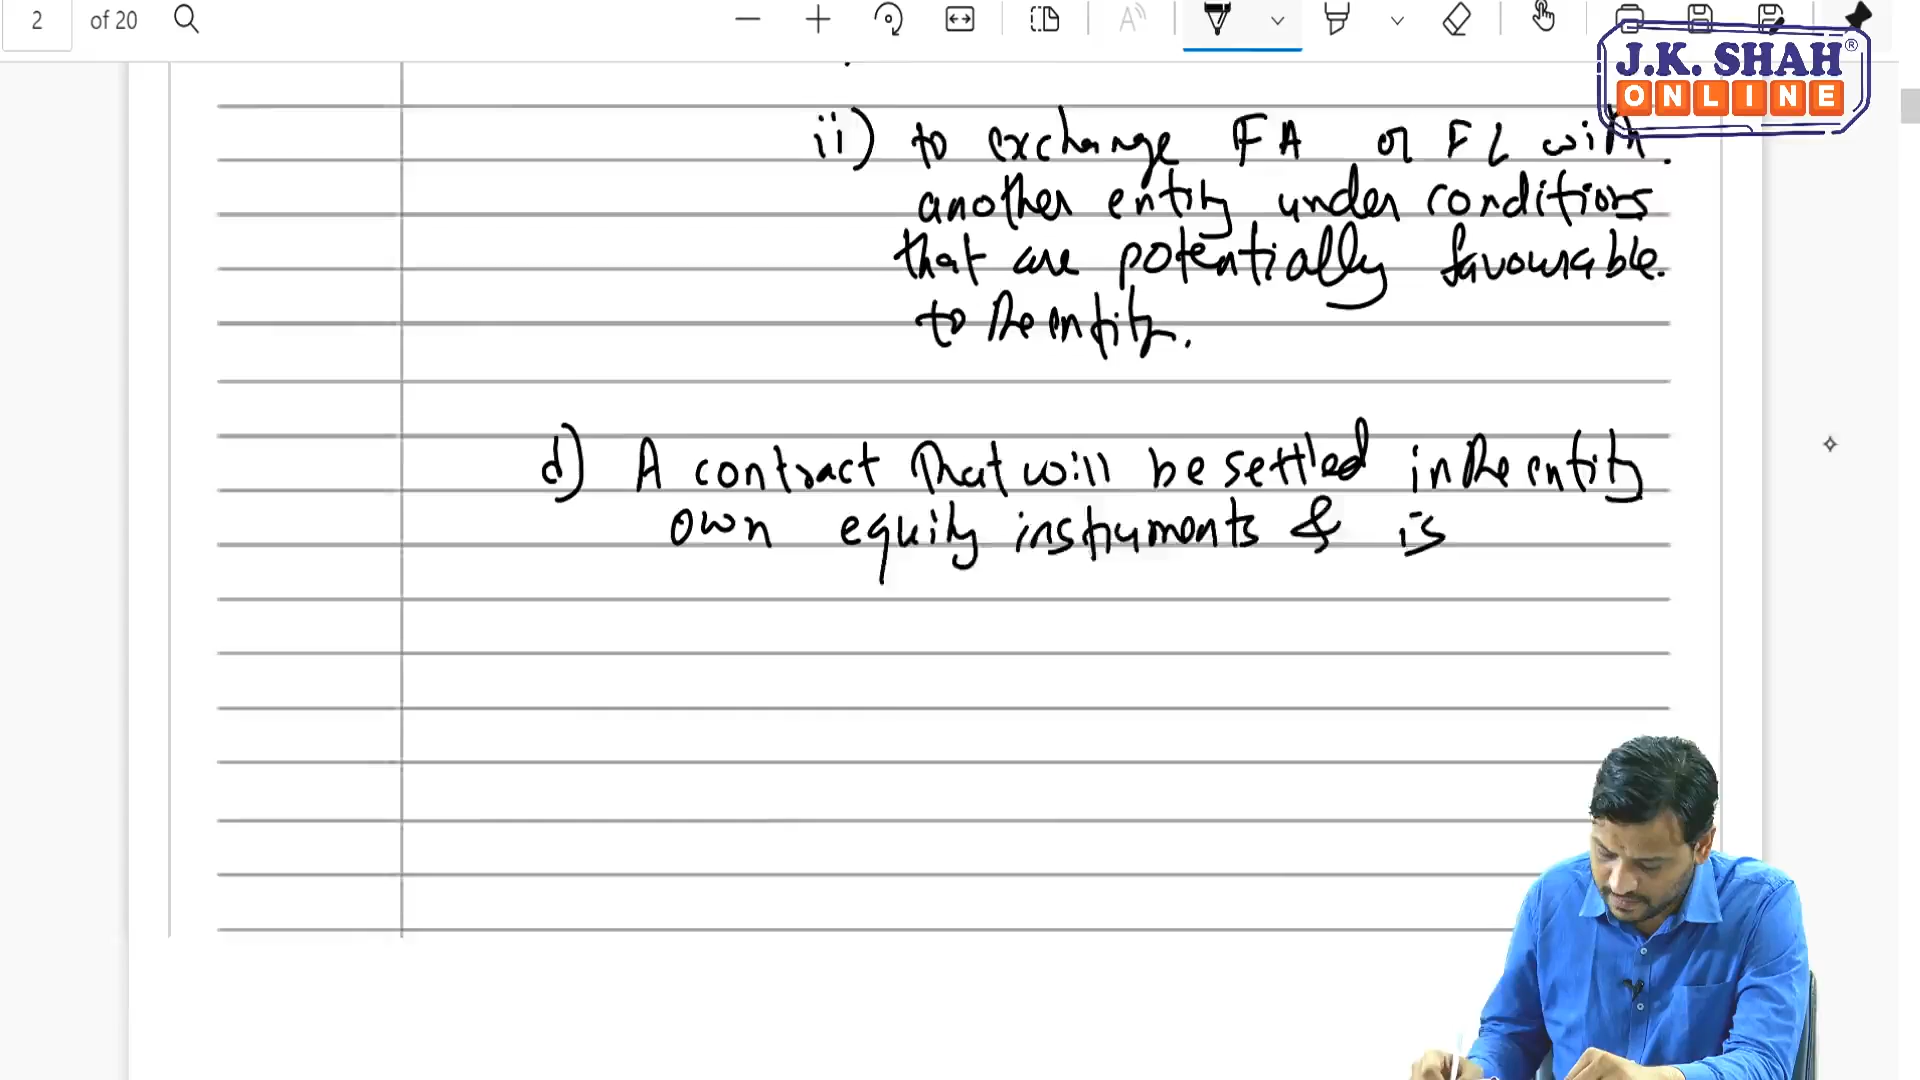 2 of 20
J.K. SHAH®
ONLINE
ii) to exchange FA or FL with
another entity under conditions
that are potentially favourable.
to the entity.
d) A contract that will be settled in the entity
own equity instruments & is